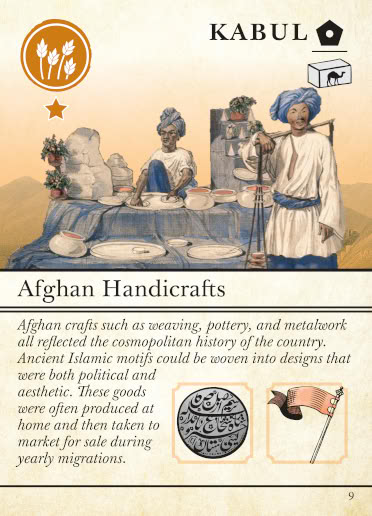 KABUL
Afghan Handicrafts
Afghan crafts such as weaving, pottery, and metalwork
all reflected the cosmopolitan history of the country.
Ancient Islamic motifs could be woven into designs that
were both political and
aesthetic. These goods
were often produced at
home and then taken to
market for sale during
yearly migrations.
9